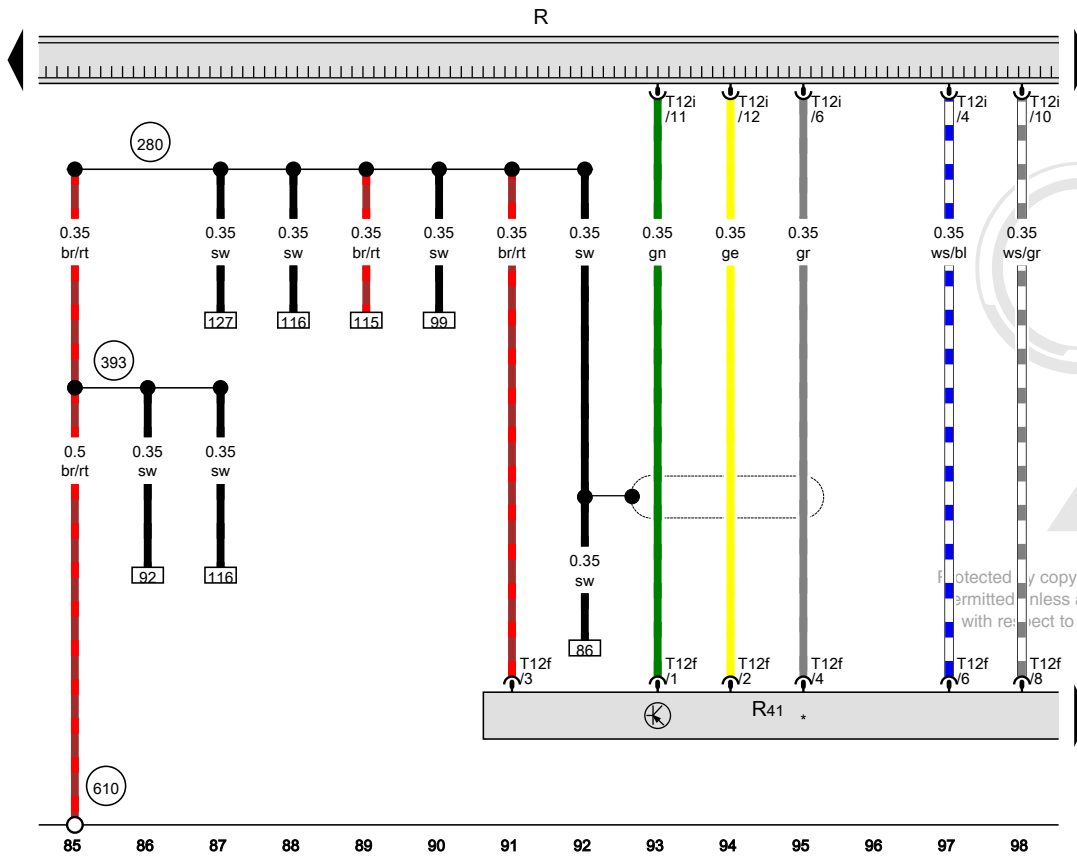 R
T12i
/11
T12i
/12
T12i
/6
T12i
/4
T12i
/10
280
0.35
br/rt
0.35
sw
0.35
sw
0.35
br/rt
0.35
sw
0.35
br/rt
0.35
sw
0.35
gn
0.35
ge
0.35
gr
0.35
ws/bl
0.35
ws/gr
127
116
115
99
393
0.5
br/rt
0.35
sw
0.35
sw
92
116
0.35
sw
86
copy
with
to
T12f
/3
T12f
/1
T12f
/2
T12f
/4
T12f
/6
T12f
/8
R41
*
610
85 86 87 88 89 90 91 92 93 94 95 96 97 98